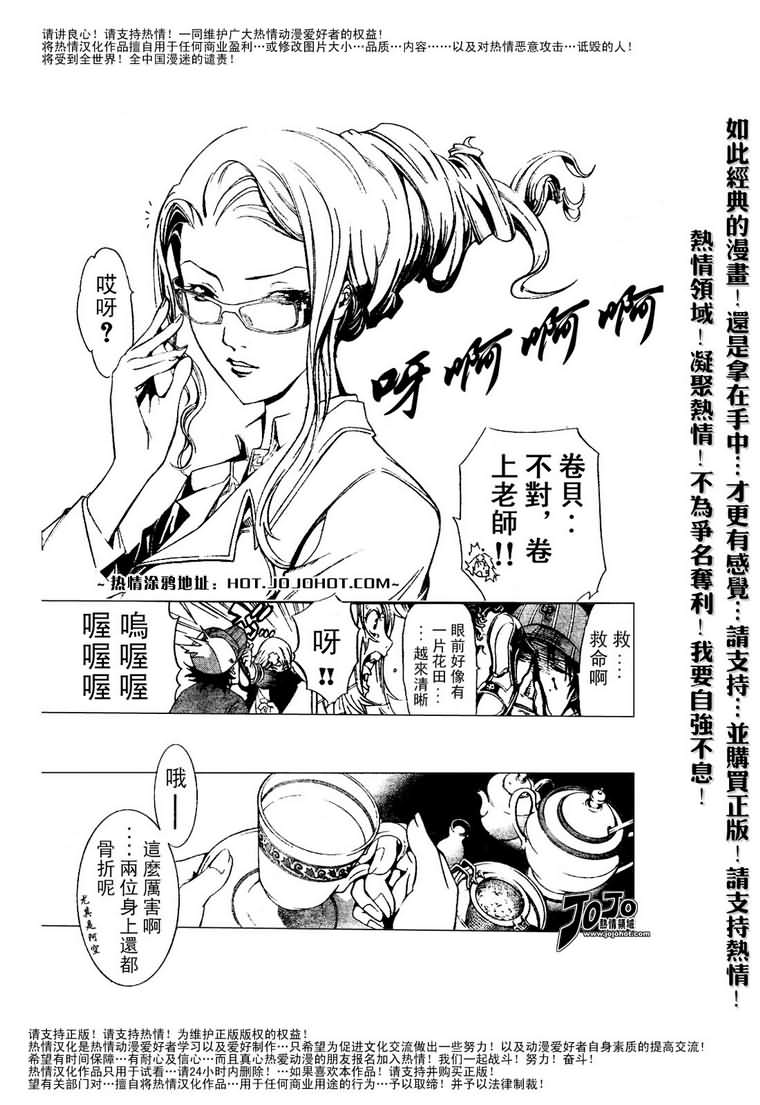 请讲良心！请支持热情！一同维护广大热情动漫爱好者的权益！
将热情汉化作品擅自用于任何商业盈利…或修改图片大小…品质…内容……以及对热情恶意攻击…诋毁的人！
将受到全世界！全中国漫迷的谴责！
如此經典的漫畫！還是拿在手中…才更有感覺…請支持…並購買正版！請支持熱情！
熱情領域！凝聚熱情！不為爭名奪利！我要自強不息！
啊啊啊呀
哎呀？
卷貝‥
不對，卷
上老師!!
~热情涂鸦地址：HOT.JOJOHOT.COM~
救…
救命啊
眼前好像有
一片花田…
…越來清晰
呀!!
嗚喔喔
喔喔喔
哦—
這麼厲害啊
‥‥兩位身上還都
骨折呢
尤其是阿空
JOJO
熱情領域
www.jojohot.com
请支持正版！请支持热情！为维护正版版权的权益！
热情汉化是热情动漫爱好者学习以及爱好制作…只希望为促进文化交流做出一些努力！以及动漫爱好者自身素质的提高交流！
希望有时间保障…有耐心及信心…而且真心热爱动漫的朋友报名加入热情！我们一起战斗！努力！奋斗！
热情汉化作品只用于试看…请24小时内删除！…如果喜欢本作品！请支持并购买正版！
望有关部门对…擅自将热情汉化作品…用于任何商业用途的行为…予以取缔！并予以法律制裁！